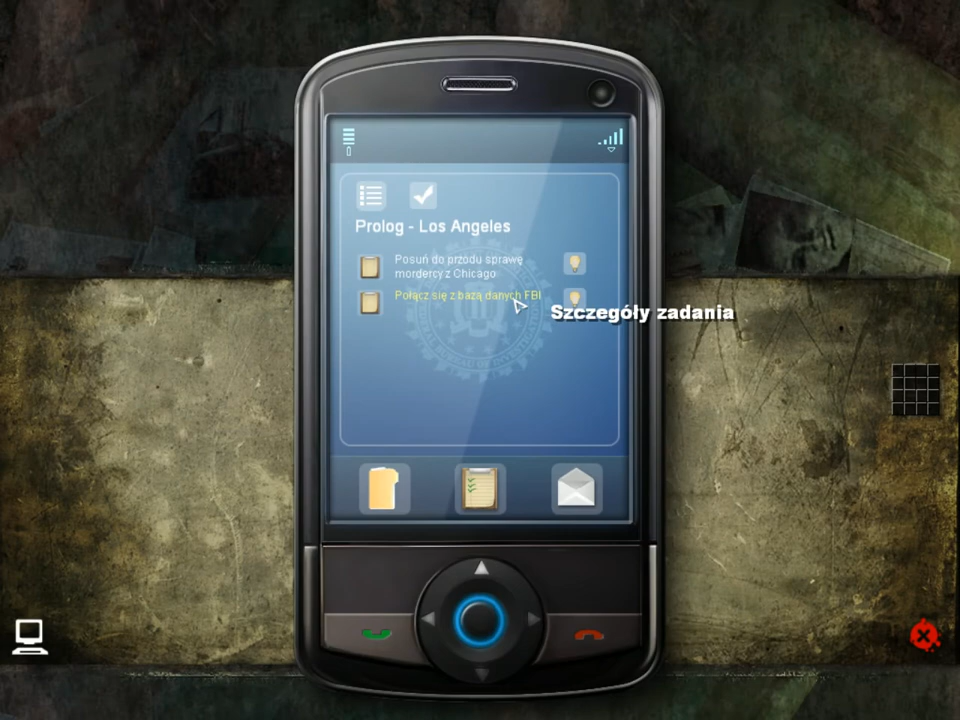 Prolog - Los Angeles
Posuń do przodu sprawę
mordercy z Chicago
Połącz się z bazą danych FBI
Szczegóły zadania